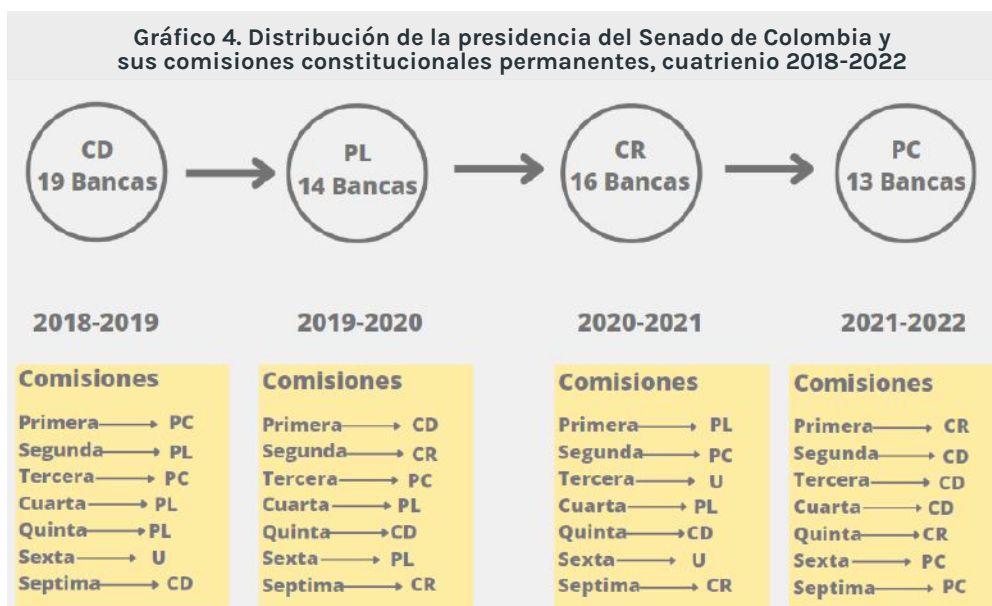 Gráfico 4. Distribución de la presidencia del Senado de Colombia y
sus comisiones constitucionales permanentes, cuatrienio 2018-2022
CD
19 Bancas
PL
14 Bancas
CR
16 Bancas
PC
13 Bancas
2018-2019
2019-2020
2020-2021
2021-2022
Comisiones
Primera PC
Segunda PL
Tercera PC
Cuarta PL
Quinta PL
Sexta U
Septima CD
Comisiones
Primera CD
Segunda CR
Tercera PC
Cuarta PL
Quinta CD
Sexta PL
Septima CR
Comisiones
Primera PL
Segunda PC
Tercera U
Cuarta PL
Quinta CD
Sexta U
Septima CR
Comisiones
Primera CR
Segunda CD
Tercera CD
Cuarta CD
Quinta CR
Sexta PC
Septima PC